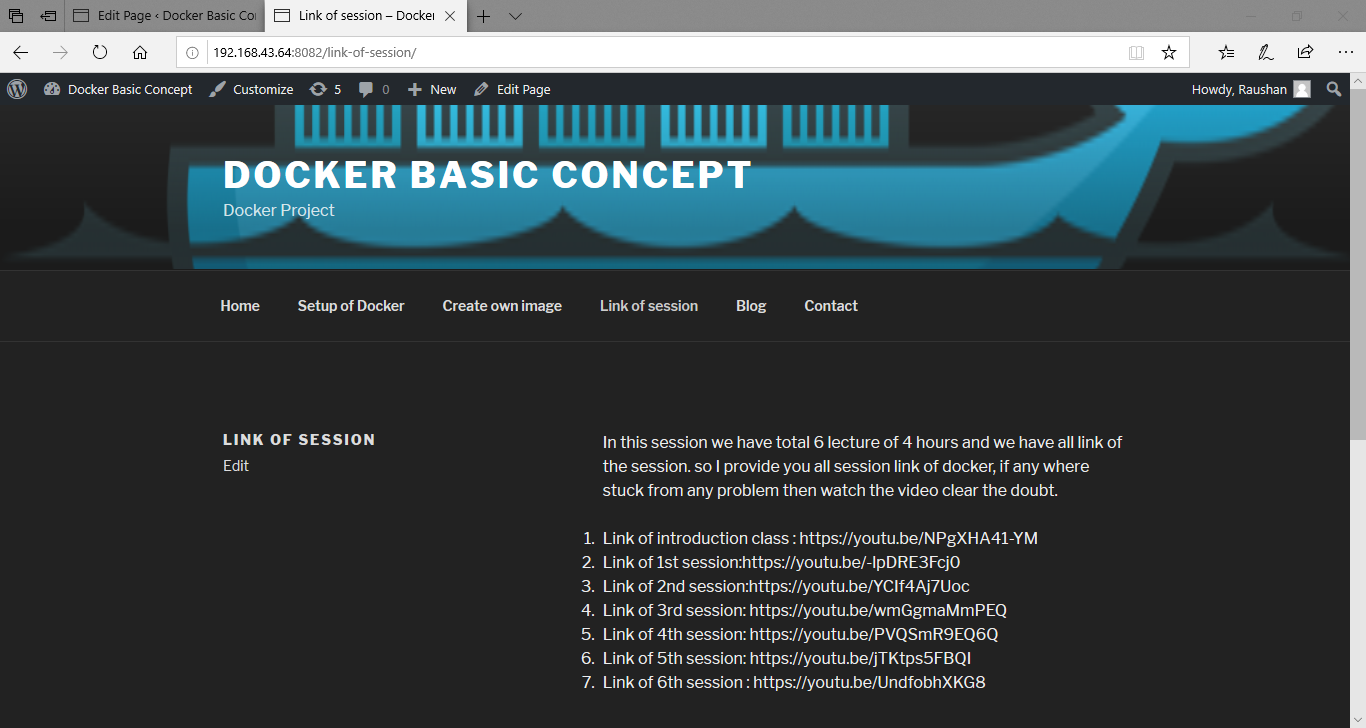 Edit Page ‹ Docker Basic Co
Link of session – Docker
192.168.43.64:8082/link-of-session/
Docker Basic Concept
Customize
5
0
New
Edit Page
Howdy, Raushan
DOCKER BASIC CONCEPT
Docker Project
Home
Setup of Docker
Create own image
Link of session
Blog
Contact
LINK OF SESSION
Edit
In this session we have total 6 lecture of 4 hours and we have all link of
the session. so I provide you all session link of docker, if any where
stuck from any problem then watch the video clear the doubt.
1. Link of introduction class : https://youtu.be/NPgXHA41-YM
2. Link of 1st session:https://youtu.be/-lpDRE3Fcj0
3. Link of 2nd session:https://youtu.be/YCIf4Aj7Uoc
4. Link of 3rd session: https://youtu.be/wmGgmaMmPEQ
5. Link of 4th session: https://youtu.be/PVQSmR9EQ6Q
6. Link of 5th session: https://youtu.be/jTKtps5FBQI
7. Link of 6th session : https://youtu.be/UndfobhXKG8